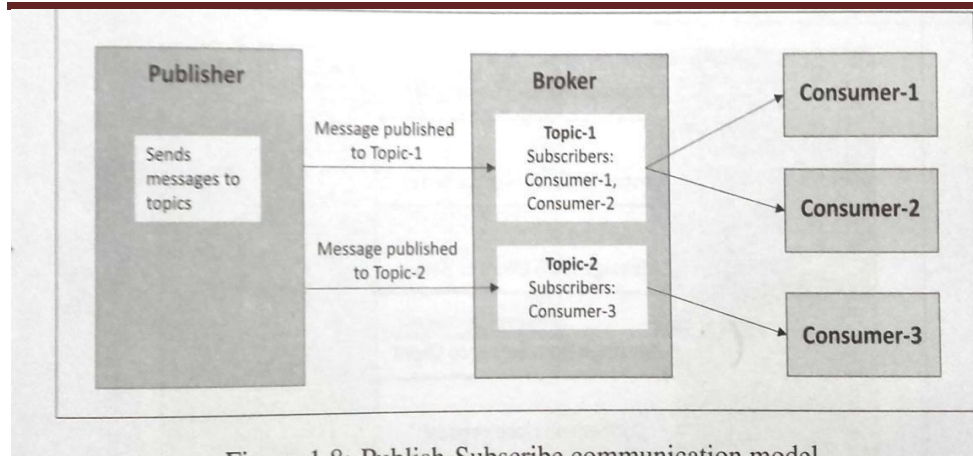 Publisher
Sends
messages to
topics
Message published
to Topic-1
Message published
to Topic-2
Broker
Topic-1
Subscribers:
Consumer-1,
Consumer-2
Topic-2
Subscribers:
Consumer-3
Consumer-1
Consumer-2
Consumer-3
Figure 1.8: Publish-Subscribe communication model